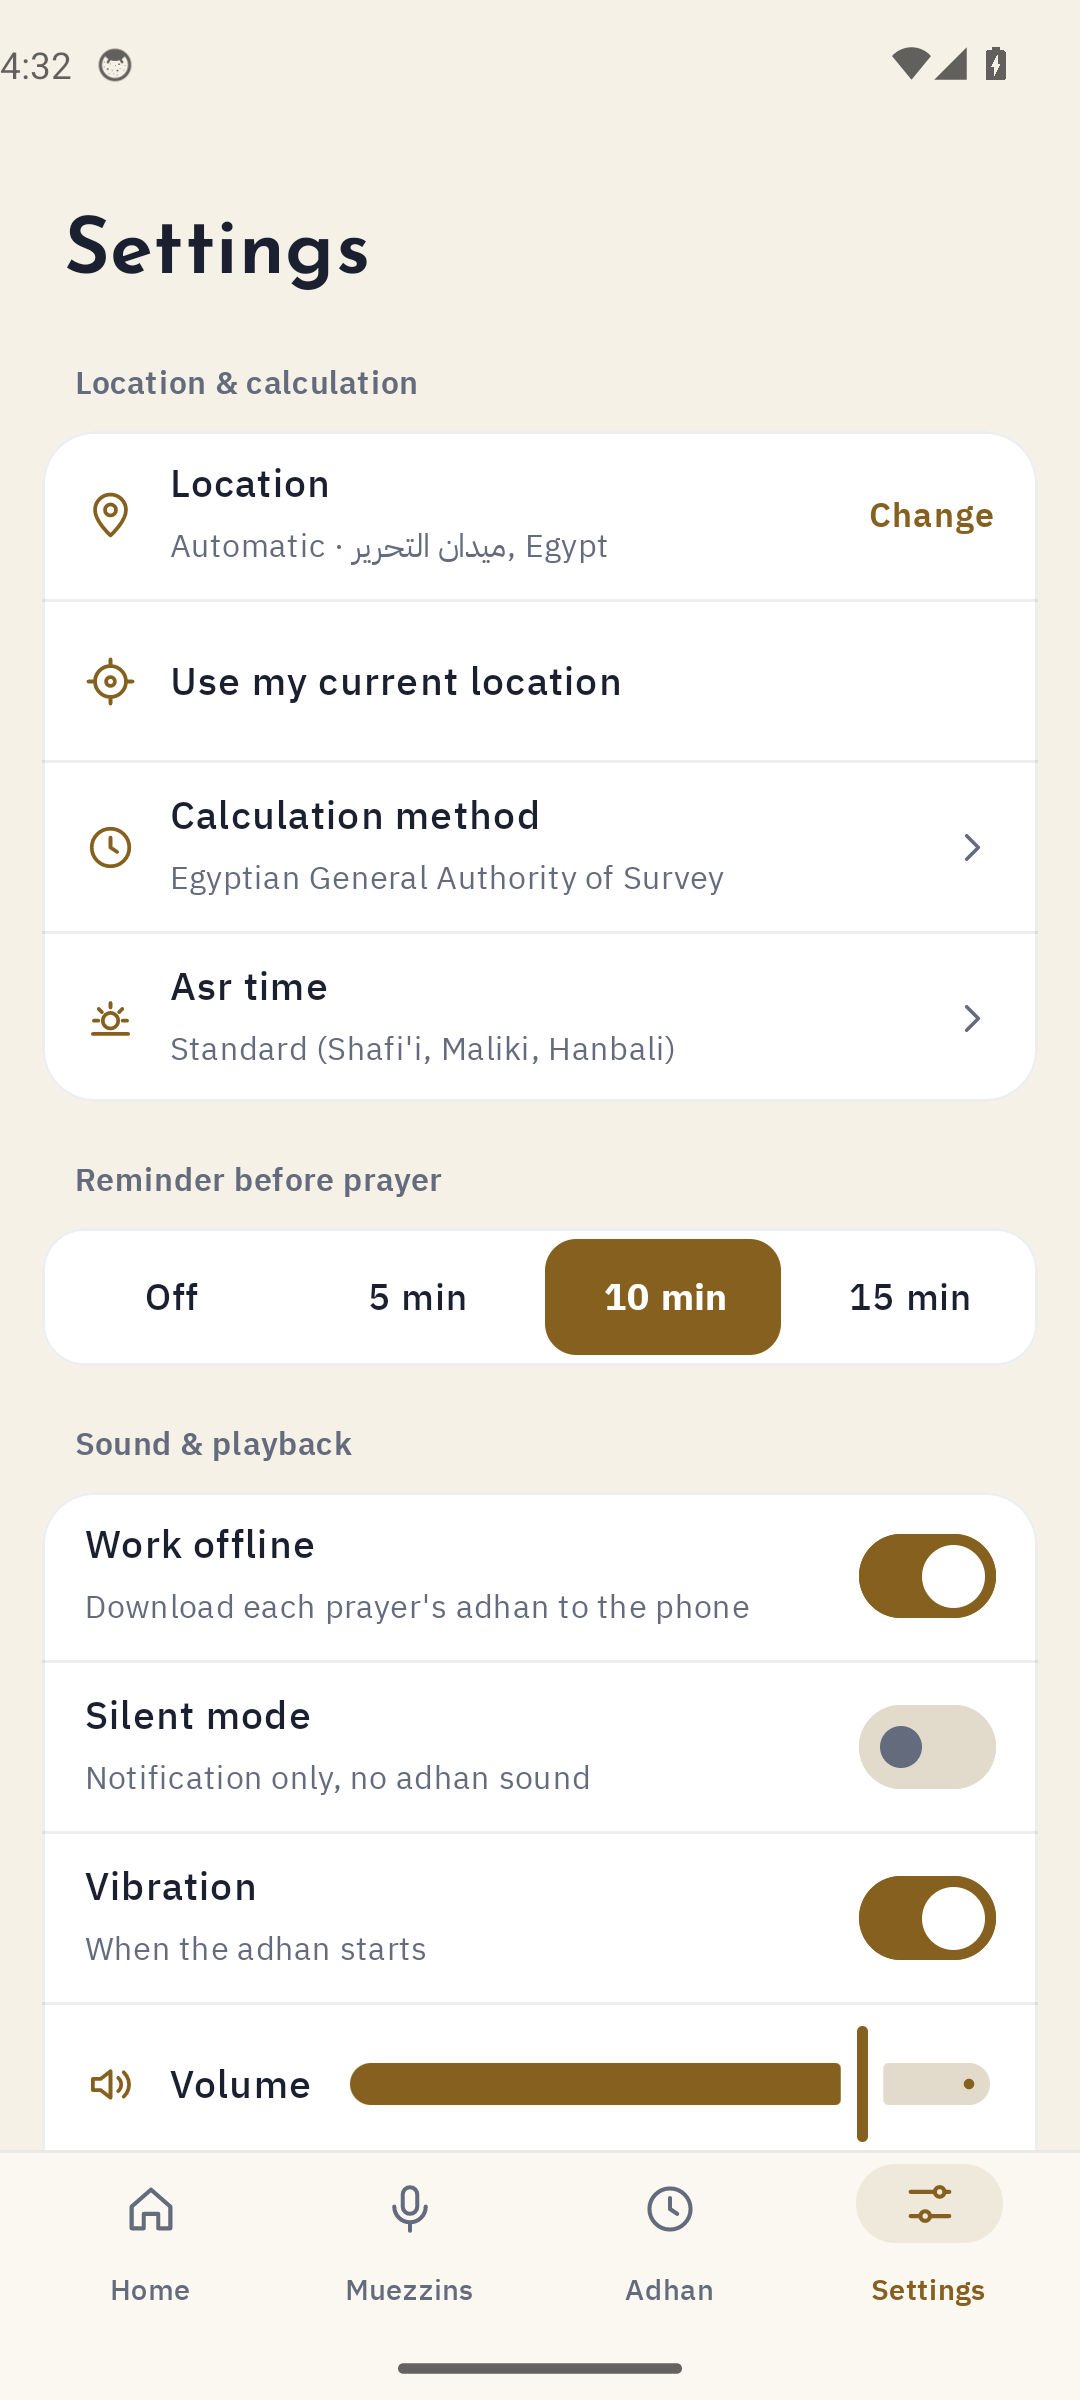 4:32
Settings
Location & calculation
Location
Automatic · ميدان التحرير, Egypt
Change
Use my current location
Calculation method
Egyptian General Authority of Survey
Asr time
Standard (Shafi'i, Maliki, Hanbali)
Reminder before prayer
Off 5 min 10 min 15 min
Sound & playback
Work offline
Download each prayer's adhan to the phone
Silent mode
Notification only, no adhan sound
Vibration
When the adhan starts
Volume
Home Muezzins Adhan Settings